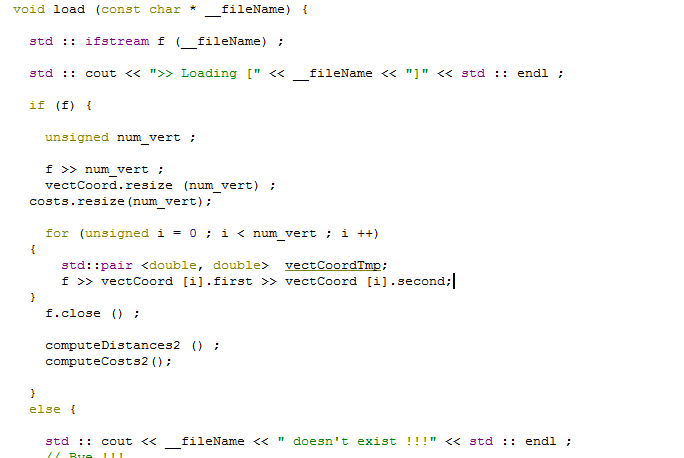 void load (const char * __fileName) {
std :: ifstream f (__fileName) ;
std :: cout << ">> Loading [" << __fileName << "]" << std :: endl ;
if (f) {
unsigned num_vert ;
f >> num_vert ;
vectCoord.resize (num_vert) ;
costs.resize(num_vert);
for (unsigned i = 0 ; i < num_vert ; i ++)
{
std::pair <double, double>  vectCoordTmp;
f >> vectCoord [i].first >> vectCoord [i].second;
}
f.close () ;
computeDistances2 () ;
computeCosts2();
}
else {
std :: cout << __fileName << " doesn't exist !!!" << std :: endl ;
// Bye !!!